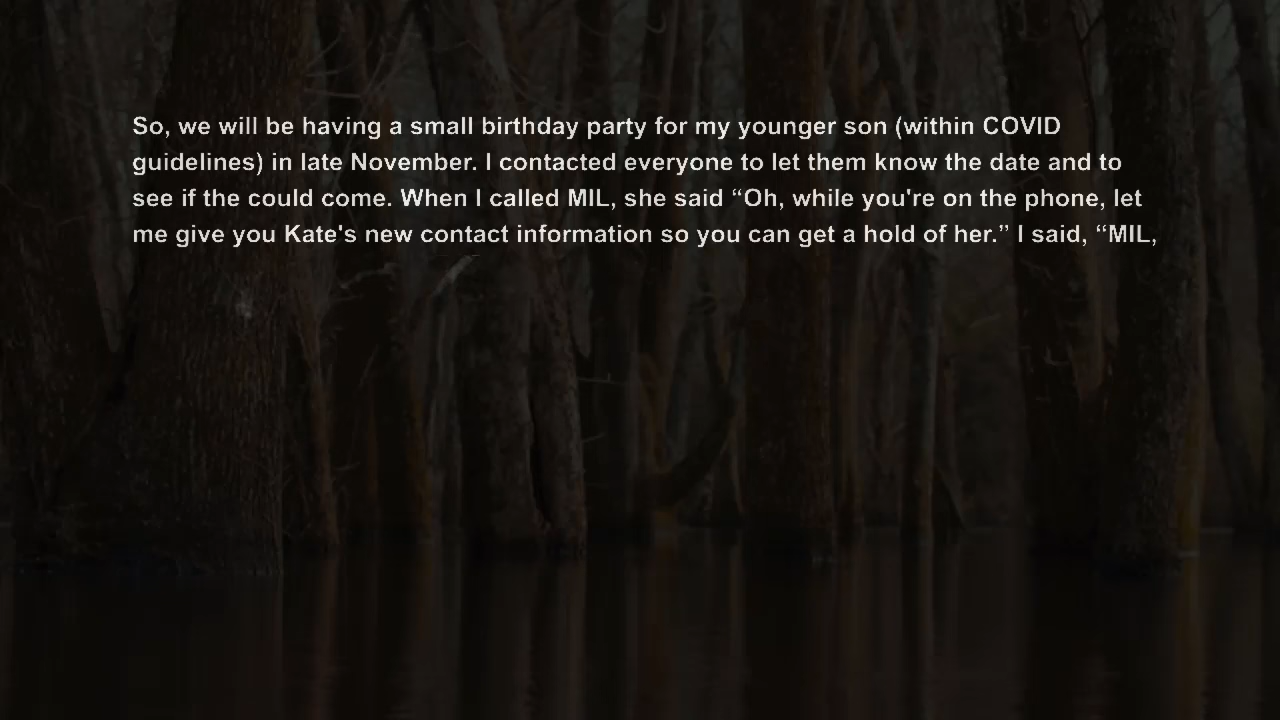 So, we will be having a small birthday party for my younger son (within COVID
guidelines) in late November. I contacted everyone to let them know the date and to
see if the could come. When I called MIL, she said “Oh, while you're on the phone, let
me give you Kate's new contact information so you can get a hold of her.” I said, “MIL,